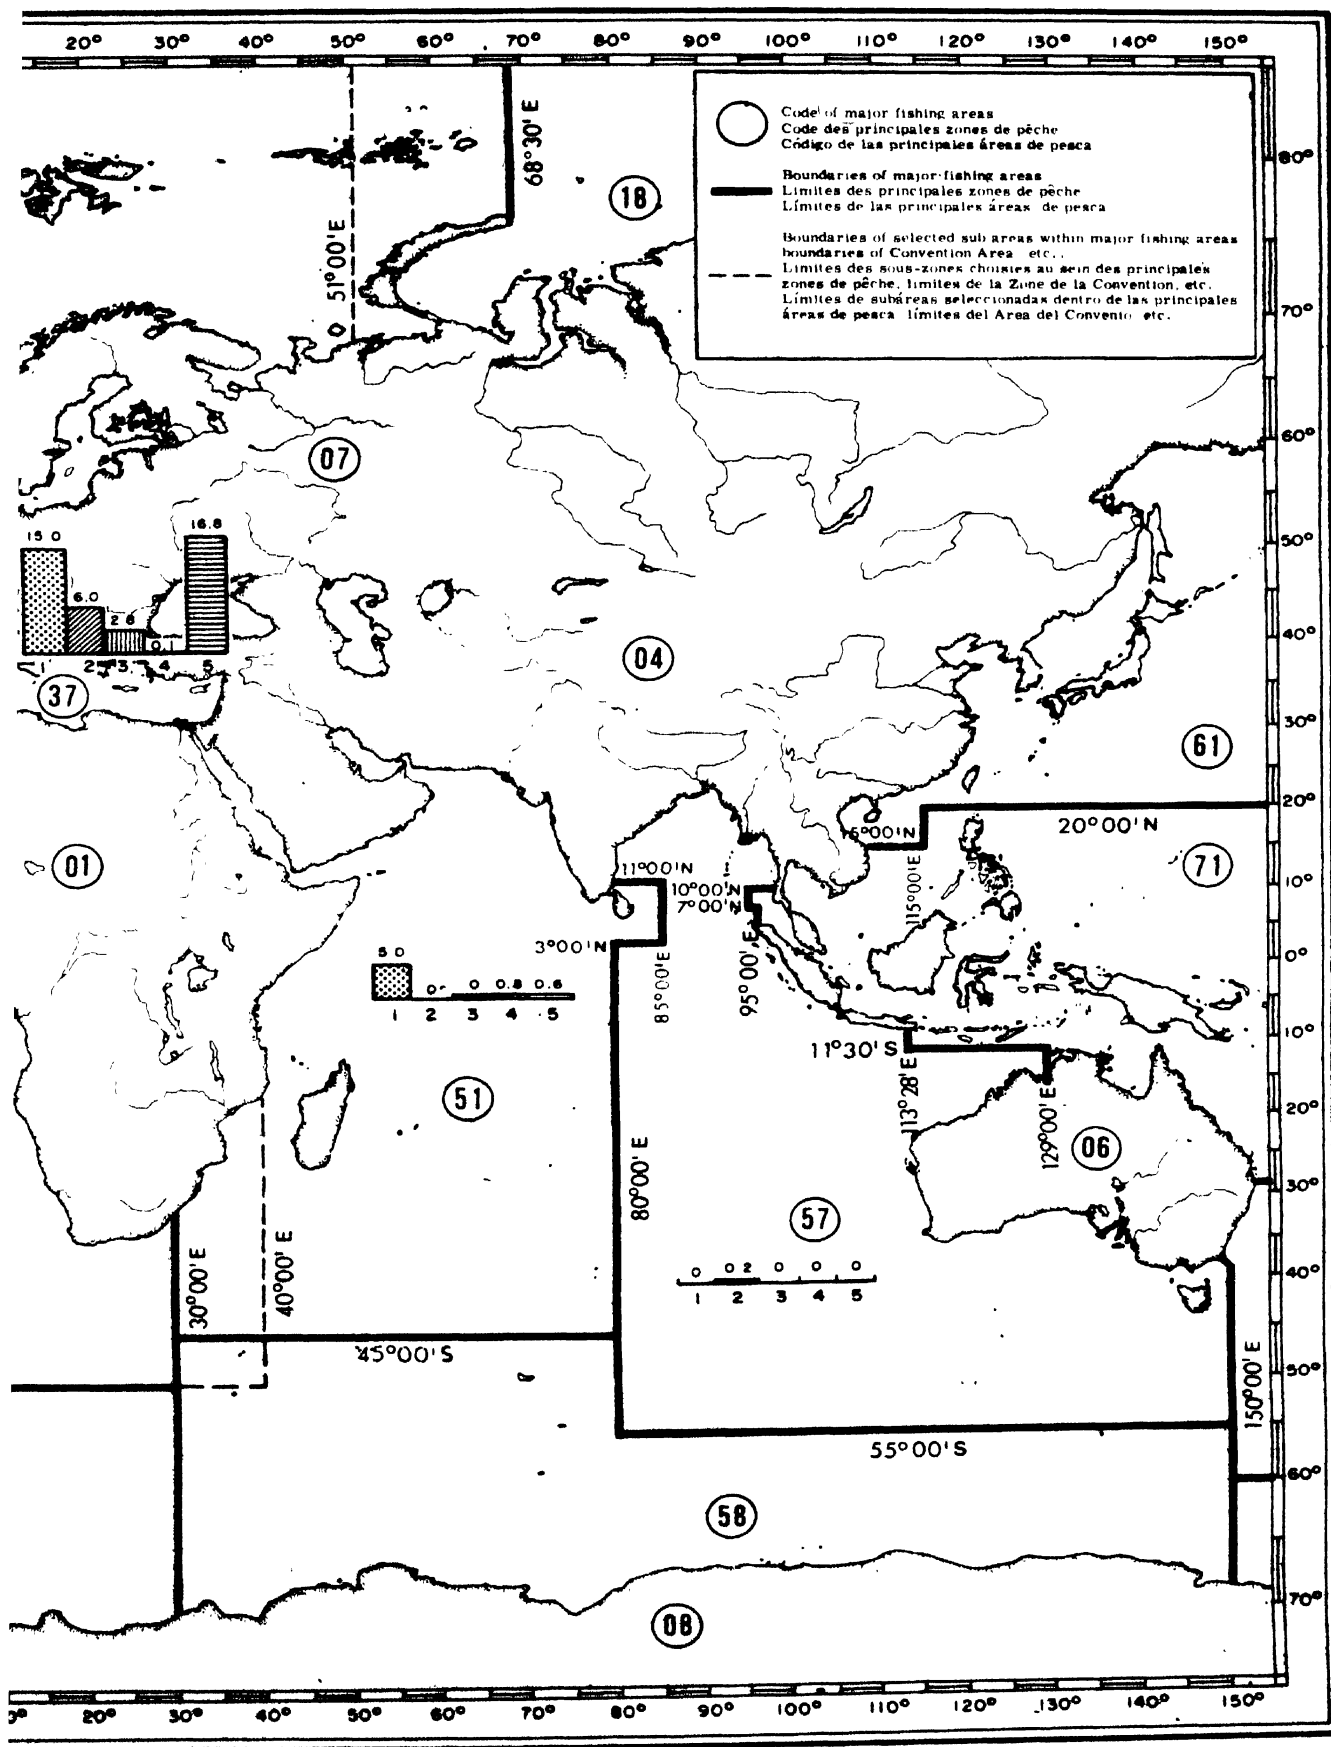 20° 30° 40° 50° 60° 70° 80° 90° 100° 110° 120° 130° 140° 150°
Code of major fishing areas
Code des principales zones de pêche
Código de las principales áreas de pesca
Boundaries of major fishing areas
Limites des principales zones de pêche
Límites de las principales áreas de pesca
Boundaries of selected sub areas within major fishing areas
boundaries of Convention Area etc..
Limites des sous-zones choisies au sein des principales
zones de pêche, limites de la Zone de la Convention, etc.
Límites de subáreas seleccionadas dentro de las principales
áreas de pesca límites del Area del Convenio etc.
68°30' E
51°00' E
18
80°
70°
60°
50°
40°
30°
20°
10°
0°
10°
20°
30°
40°
50°
60°
70°
07
15 0
6.0
2 8
0.1
16.8
1 2 3 4 5
37
04
61
20°00' N
15°00' N
115°00' E
71
01
11°00' N
10°00' N
7°00' N
3°00' N
85°00' E
95°00' E
5 0
0 0 0.8 0.6
1 2 3 4 5
11°30' S
113° 28' E
129°00' E
06
51
80°00' E
57
0 0 2 0 0 0
1 2 3 4 5
30°00' E
40°00' E
45°00' S
150°00' E
55°00' S
58
08
20° 30° 40° 50° 60° 70° 80° 90° 100° 110° 120° 130° 140° 150°